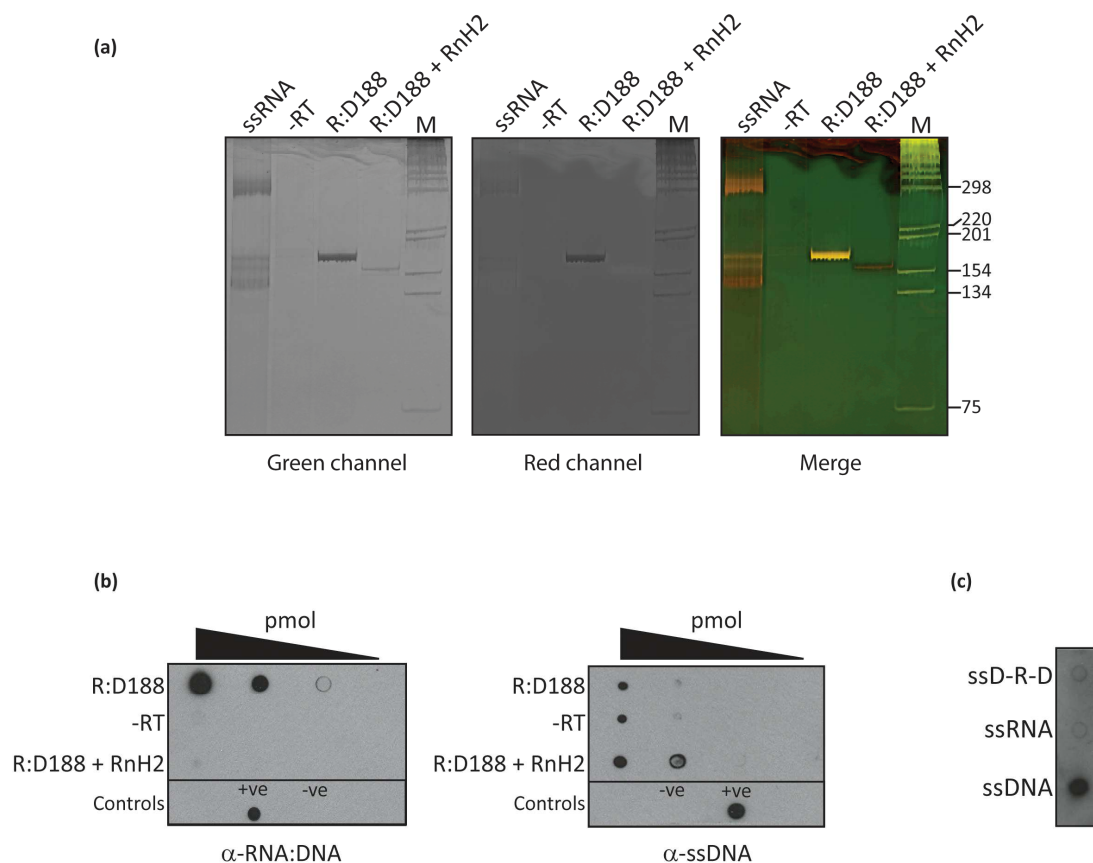 (a)
ssRNA -RT R:D188 R:D188 + RnH2 M
ssRNA -RT R:D188 R:D188 + RnH2 M
ssRNA -RT R:D188 R:D188 + RnH2 M
298
220
201
154
134
75
Green channel
Red channel
Merge
(b)
pmol
R:D188
-RT
R:D188 + RnH2
Controls
+ve -ve
α-RNA:DNA
pmol
R:D188
-RT
R:D188 + RnH2
Controls
-ve +ve
α-ssDNA
(c)
ssD-R-D
ssRNA
ssDNA